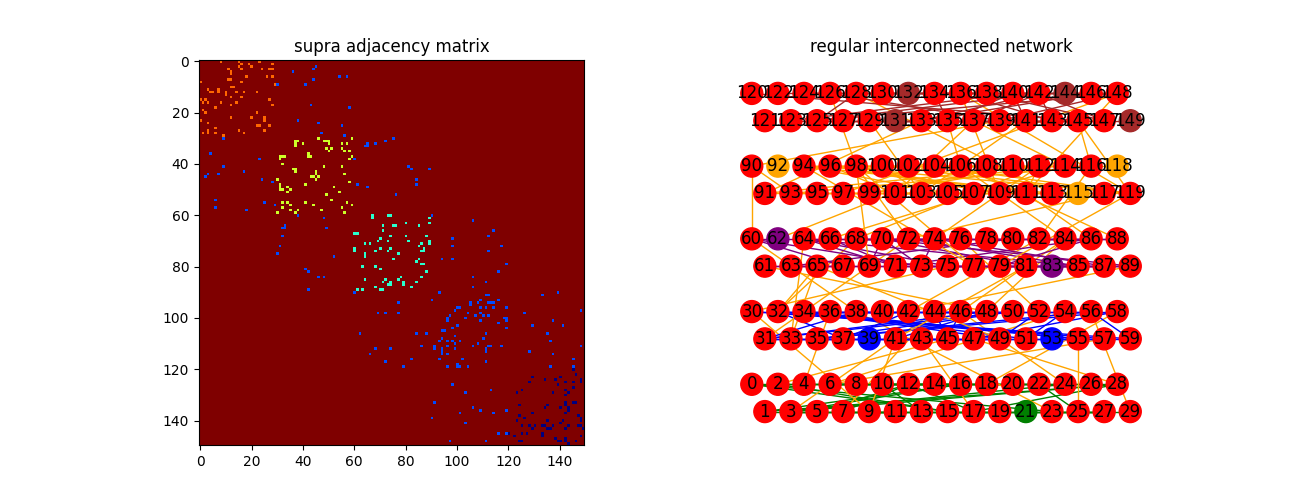 supra adjacency matrix
0
20
40
60
80
100
120
140
0 20 40 60 80 100 120 140
regular interconnected network
120 122 124 126 128 130 132 134 136 138 140 142 144 146 148
121 123 125 127 129 131 133 135 137 139 141 143 145 147 149
90 92 94 96 98 100 102 104 106 108 110 112 114 116 118
91 93 95 97 99 101 103 105 107 109 111 113 115 117 119
60 62 64 66 68 70 72 74 76 78 80 82 84 86 88
61 63 65 67 69 71 73 75 77 79 81 83 85 87 89
30 32 34 36 38 40 42 44 46 48 50 52 54 56 58
31 33 35 37 39 41 43 45 47 49 51 53 55 57 59
0 2 4 6 8 10 12 14 16 18 20 22 24 26 28
1 3 5 7 9 11 13 15 17 19 21 23 25 27 29